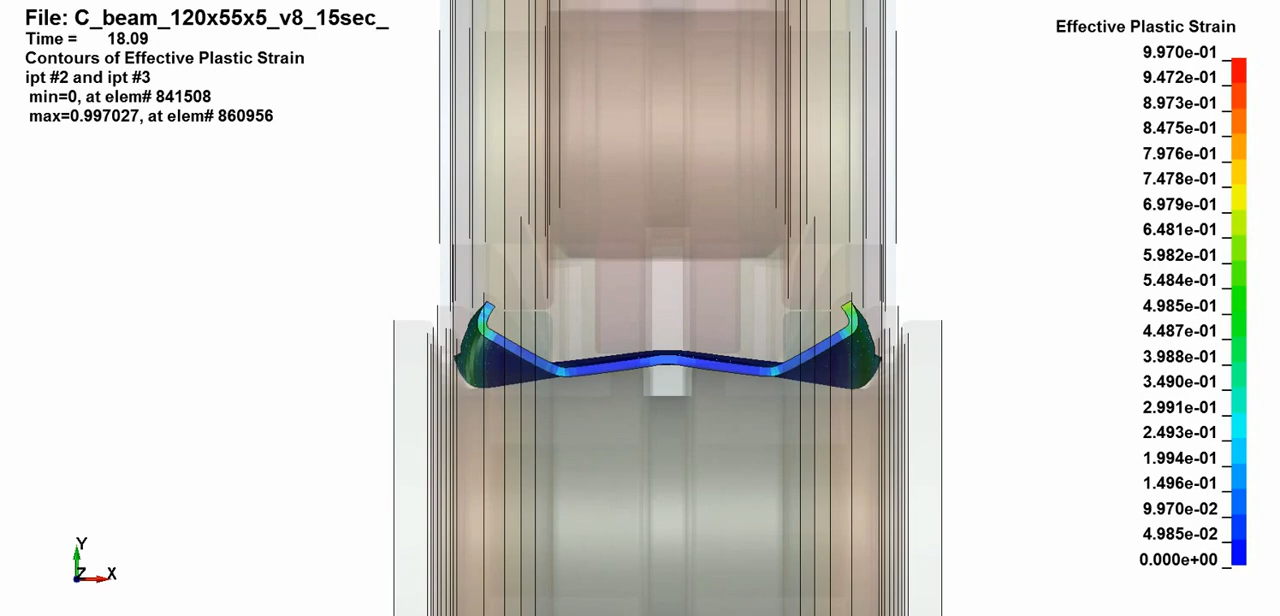 File: C_beam_120x55x5_v8_15sec_
Time = 18.09
Contours of Effective Plastic Strain
ipt #2 and ipt #3
min=0, at elem# 841508
max=0.997027, at elem# 860956
Effective Plastic Strain
9.970e-01
9.472e-01
8.973e-01
8.475e-01
7.976e-01
7.478e-01
6.979e-01
6.481e-01
5.982e-01
5.484e-01
4.985e-01
4.487e-01
3.988e-01
3.490e-01
2.991e-01
2.493e-01
1.994e-01
1.496e-01
9.970e-02
4.985e-02
0.000e+00
Y
Z X